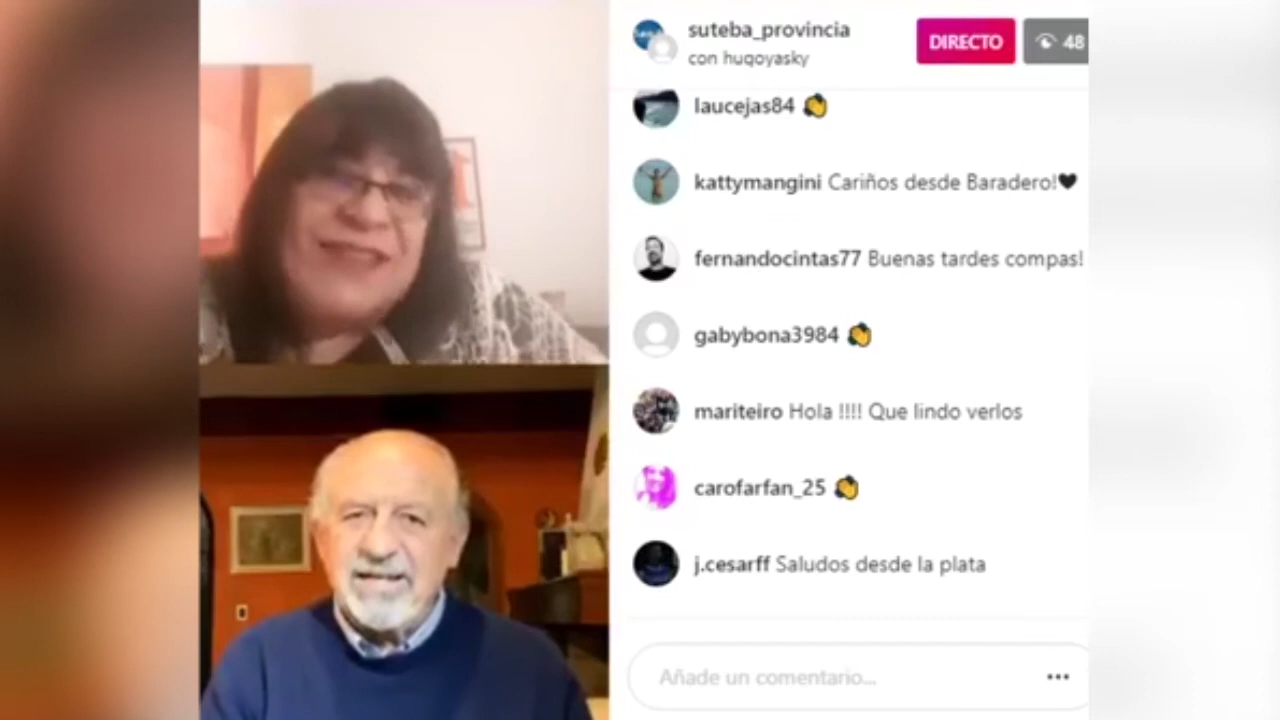 suteba_provincia
con hugoyasky
DIRECTO
48
laucejas84 👏
kattymangini Cariños desde Baradero!🖤
fernandocintas77 Buenas tardes compas!
gabybona3984 👏
mariteiro Hola !!!! Que lindo verlos
carofarfan_25 👏
j.cesarff Saludos desde la plata
Añade un comentario...